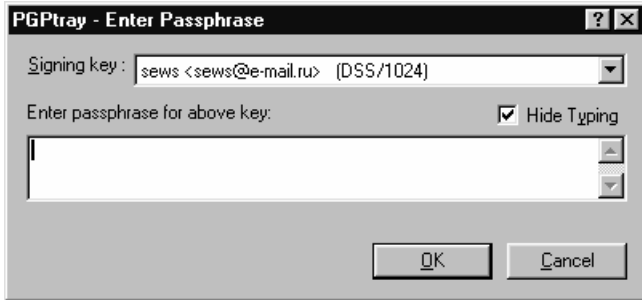 PGPtray - Enter Passphrase
Signing key : sews <sews@e-mail.ru> (DSS/1024)
Enter passphrase for above key: Hide Typing
OK Cancel